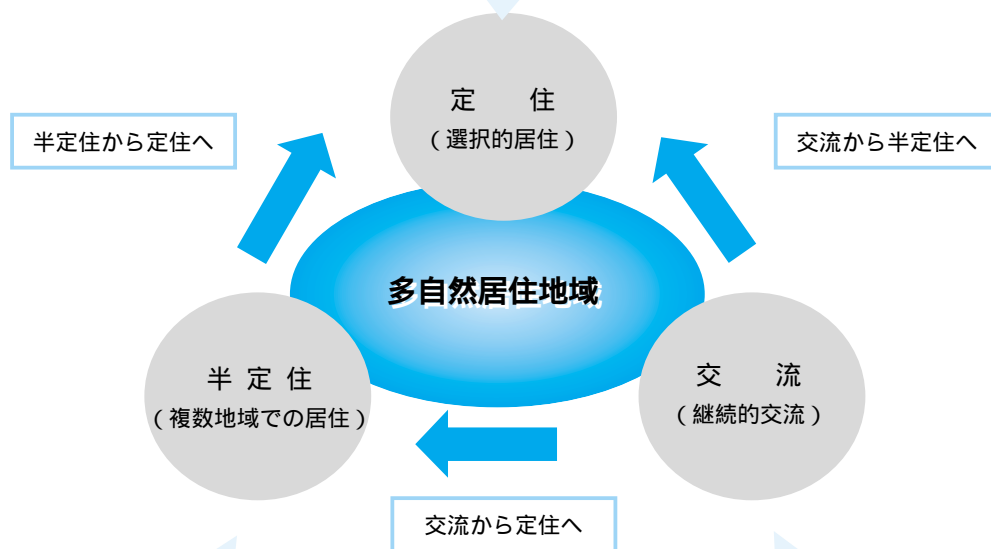 定　　住
（選択的居住）
半定住から定住へ
交流から半定住へ
多自然居住地域
半 定 住
（複数地域での居住）
交　　流
（継続的交流）
交流から定住へ